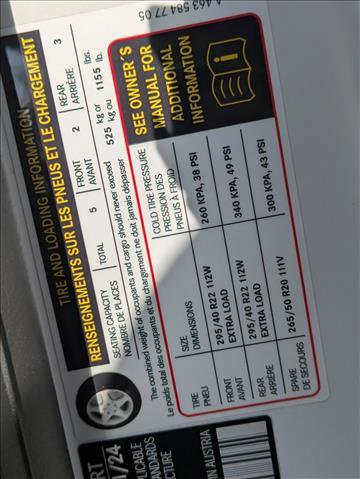 A 463 584 77 05
TIRE AND LOADING INFORMATION
RENSEIGNEMENTS SUR LES PNEUS ET LE CHARGEMENT
SEATING CAPACITY
NOMBRE DE PLACES
TOTAL 5
FRONT
AVANT 2
REAR
ARRIÈRE 3
The combined weight of occupants and cargo should never exceed 525 kg or 1155 lbs.
Le poids total des occupants et du chargement ne doit jamais dépasser kg ou lb.
TIRE
PNEU
SIZE
DIMENSIONS
COLD TIRE PRESSURE
PRESSION DES
PNEUS À FROID
SEE OWNER'S
MANUAL FOR
ADDITIONAL
INFORMATION
FRONT
AVANT
295/40 R22 112W
EXTRA LOAD
260 KPA, 38 PSI
REAR
ARRIÈRE
295/40 R22 112W
EXTRA LOAD
340 KPA, 49 PSI
SPARE
DE SECOURS
265/50 R20 111V
300 KPA, 43 PSI
RT
/24
LICABLE
ANDARDS
CTURE
IN AUSTRIA